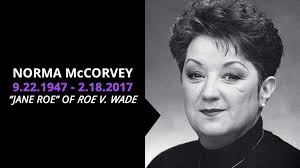 NORMA McCORVEY
9.22.1947 - 2.18.2017
"JANE ROE" OF ROE V. WADE